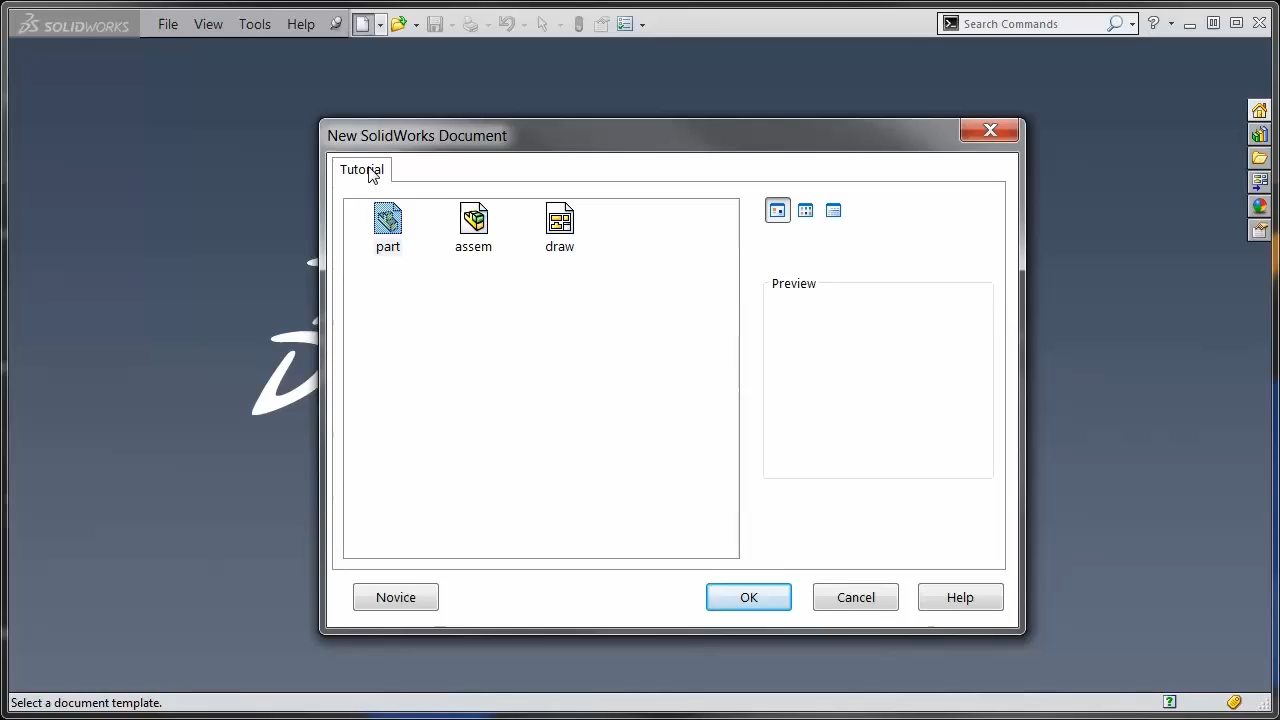 SOLIDWORKS File View Tools Help Search Commands ?
New SolidWorks Document
Tutorial
part assem draw
Preview
Novice OK Cancel Help
Select a document template. ?